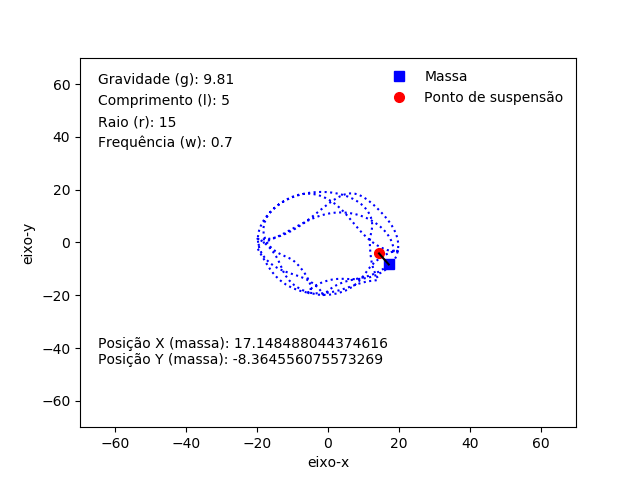 Gravidade (g): 9.81
Comprimento (l): 5
Raio (r): 15
Frequência (w): 0.7
Massa
Ponto de suspensão
60
40
20
0
−20
−40
−60
eixo-y
Posição X (massa): 17.148488044374616
Posição Y (massa): -8.364556075573269
−60
−40
−20
0
20
40
60
eixo-x